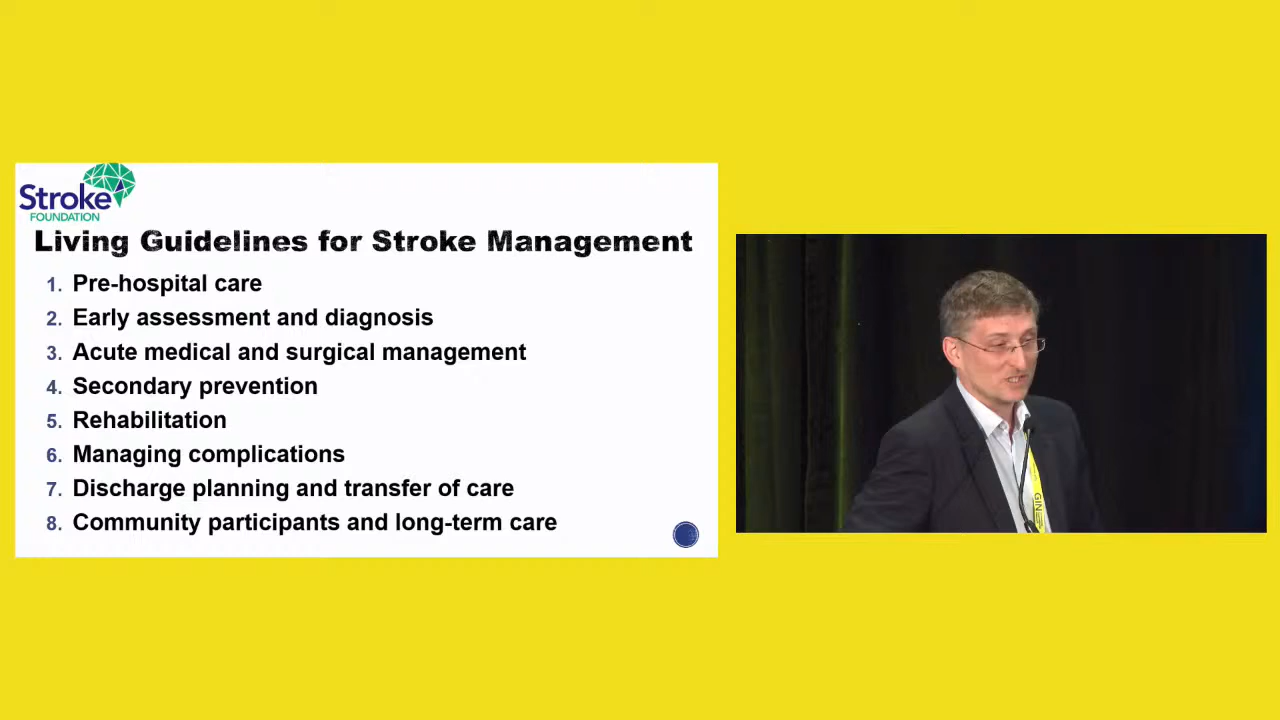 Stroke
FOUNDATION
Living Guidelines for Stroke Management
1. Pre-hospital care
2. Early assessment and diagnosis
3. Acute medical and surgical management
4. Secondary prevention
5. Rehabilitation
6. Managing complications
7. Discharge planning and transfer of care
8. Community participants and long-term care
GIN